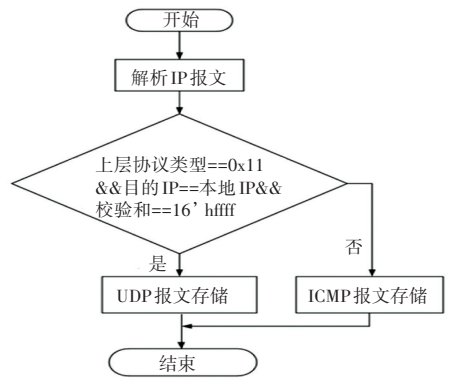 开始
解析IP报文
上层协议类型==0x11
&&目的IP==本地IP&&
校验和==16’hffff
是
否
UDP报文存储
ICMP报文存储
结束